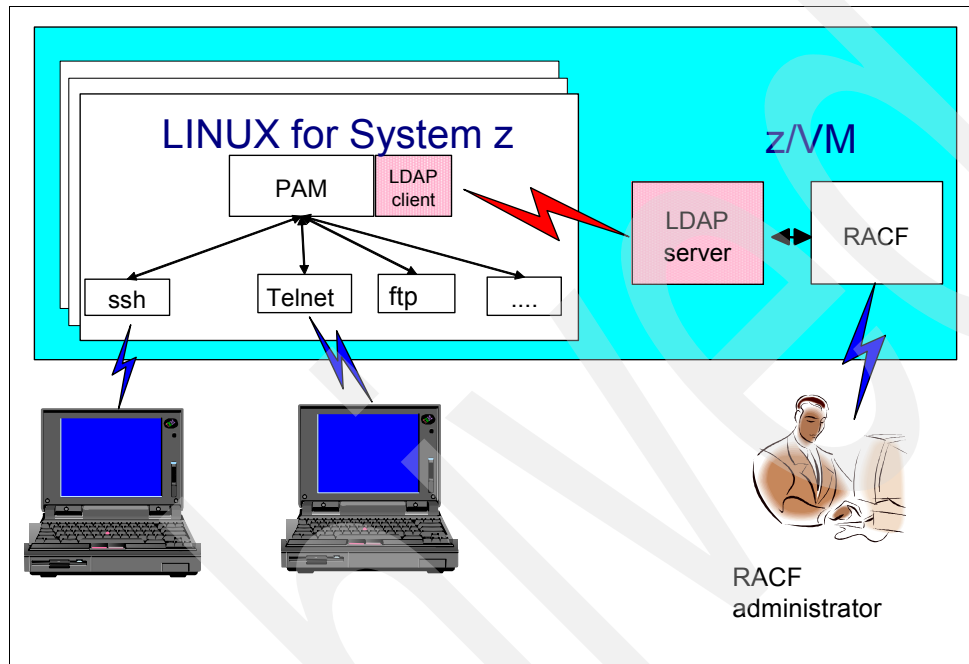 LINUX for System z
z/VM
PAM
LDAP
client
LDAP
server
RACF
ssh
Telnet
ftp
....
RACF
administrator